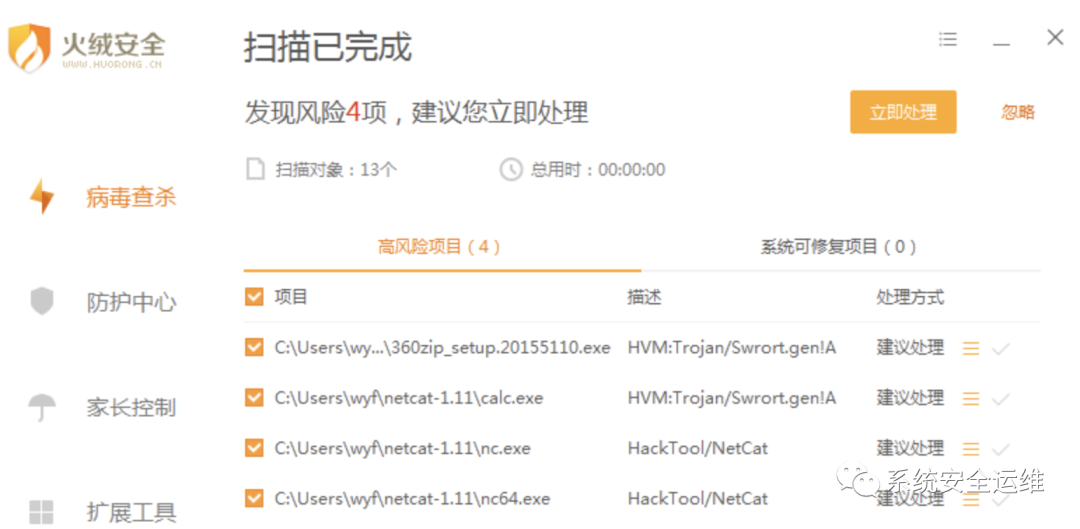 火绒安全
WWW.HUORONG.CN
扫描已完成
发现风险4项，建议您立即处理
立即处理
忽略
扫描对象：13个
总用时：00:00:00
病毒查杀
防护中心
家长控制
扩展工具
高风险项目（4）
系统可修复项目（0）
项目 描述 处理方式
C:\Users\wy...\360zip_setup.20155110.exe HVM:Trojan/Swrort.gen!A 建议处理
C:\Users\wyf\netcat-1.11\calc.exe HVM:Trojan/Swrort.gen!A 建议处理
C:\Users\wyf\netcat-1.11\nc.exe HackTool/NetCat 建议处理
C:\Users\wyf\netcat-1.11\nc64.exe HackTool/NetCat 建议处理
系统安全运维